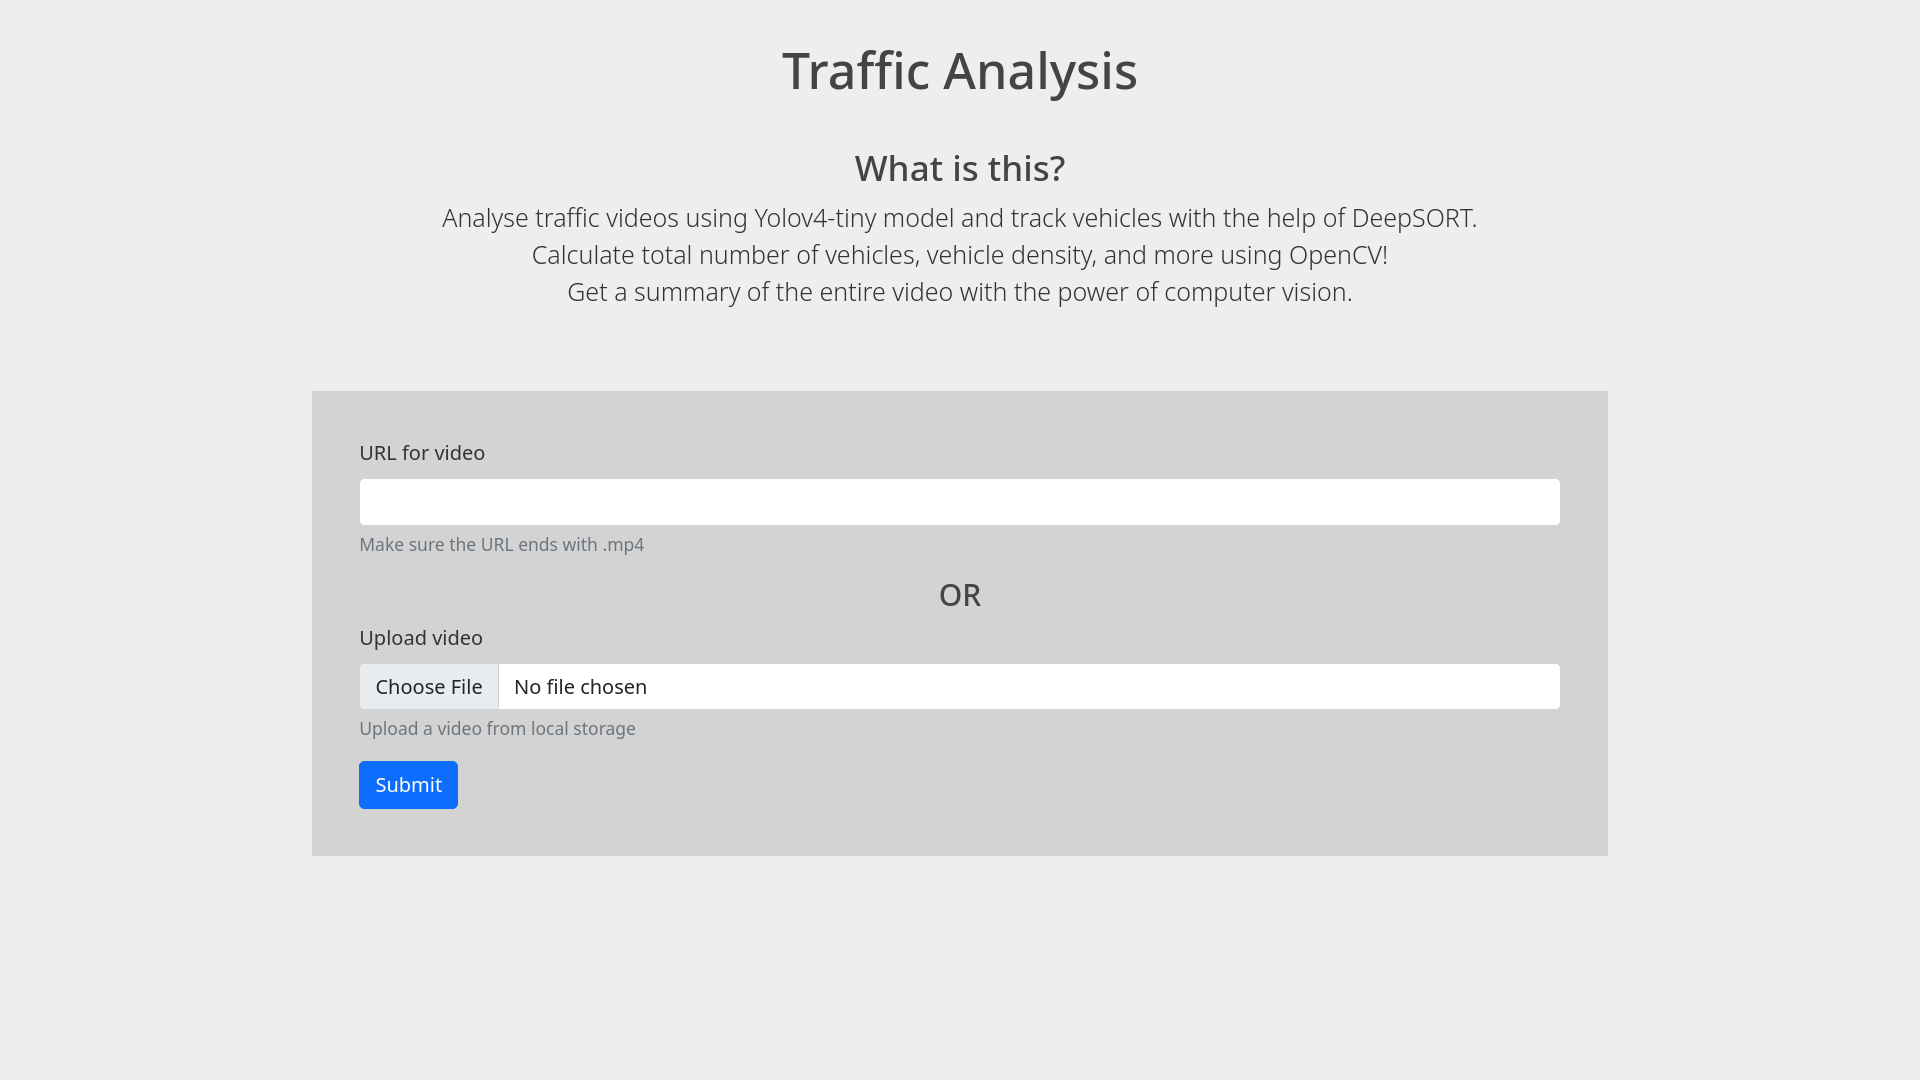 Traffic Analysis
What is this?
Analyse traffic videos using Yolov4-tiny model and track vehicles with the help of DeepSORT.
Calculate total number of vehicles, vehicle density, and more using OpenCV!
Get a summary of the entire video with the power of computer vision.
URL for video
Make sure the URL ends with .mp4
OR
Upload video
Choose File No file chosen
Upload a video from local storage
Submit